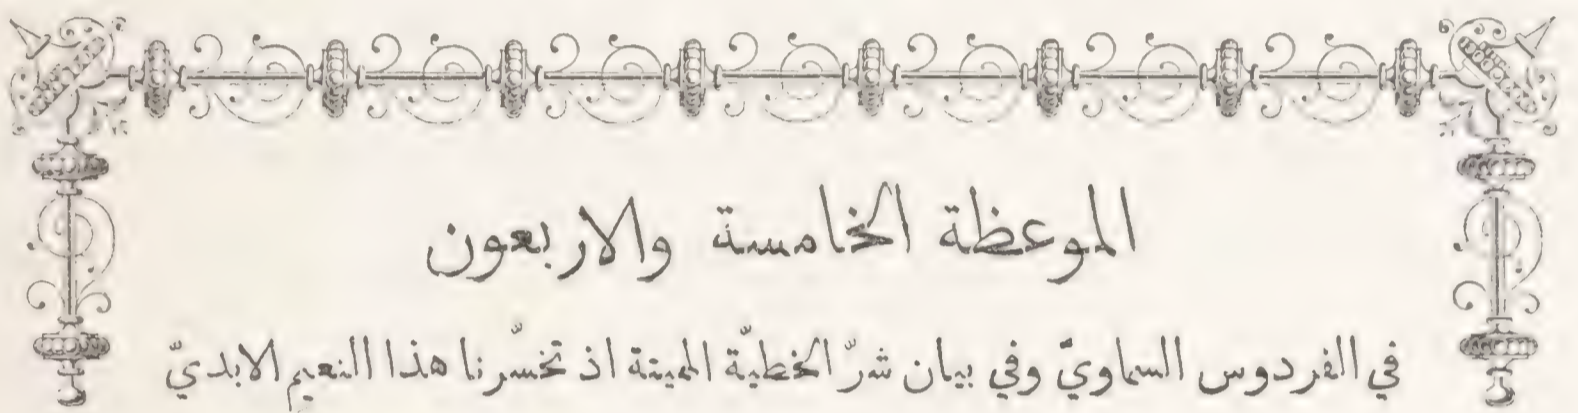 الموعظة الخامسة والاربعون
في الفردوس السماويّ وفي بيان شرّ الخطيّة المميتة اذ تخسّرنا هذا النعيم الابديّ